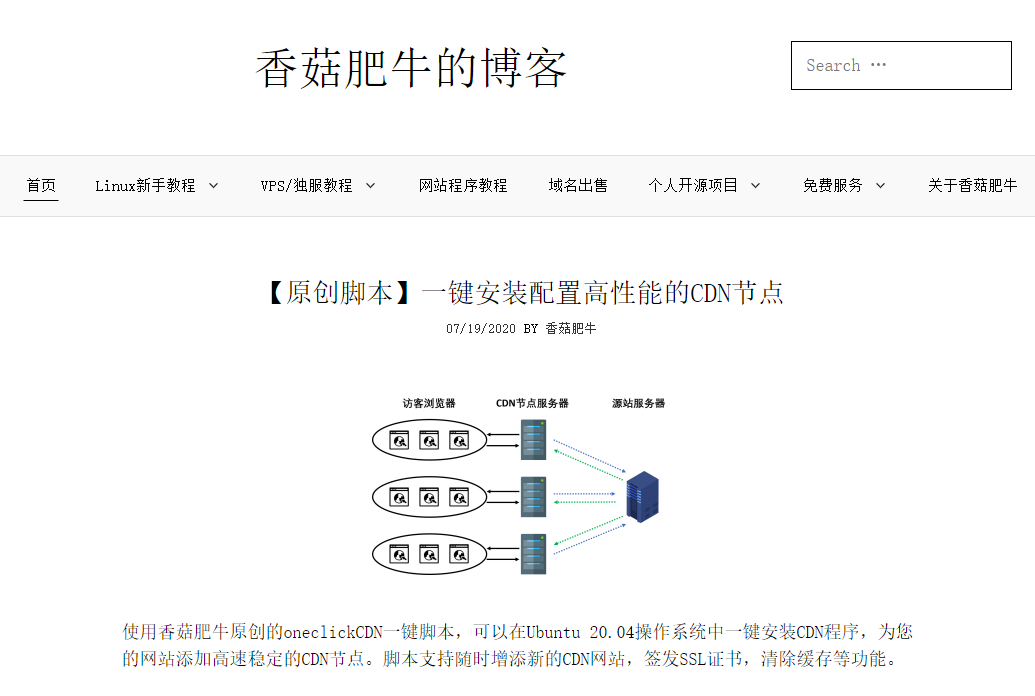 香菇肥牛的博客
Search …
首页 Linux新手教程 VPS/独服教程 网站程序教程 域名出售 个人开源项目 免费服务 关于香菇肥牛
【原创脚本】一键安装配置高性能的CDN节点
07/19/2020 BY 香菇肥牛
访客浏览器 CDN节点服务器 源站服务器
使用香菇肥牛原创的oneclickCDN一键脚本，可以在Ubuntu 20.04操作系统中一键安装CDN程序，为您
的网站添加高速稳定的CDN节点。脚本支持随时增添新的CDN网站，签发SSL证书，清除缓存等功能。